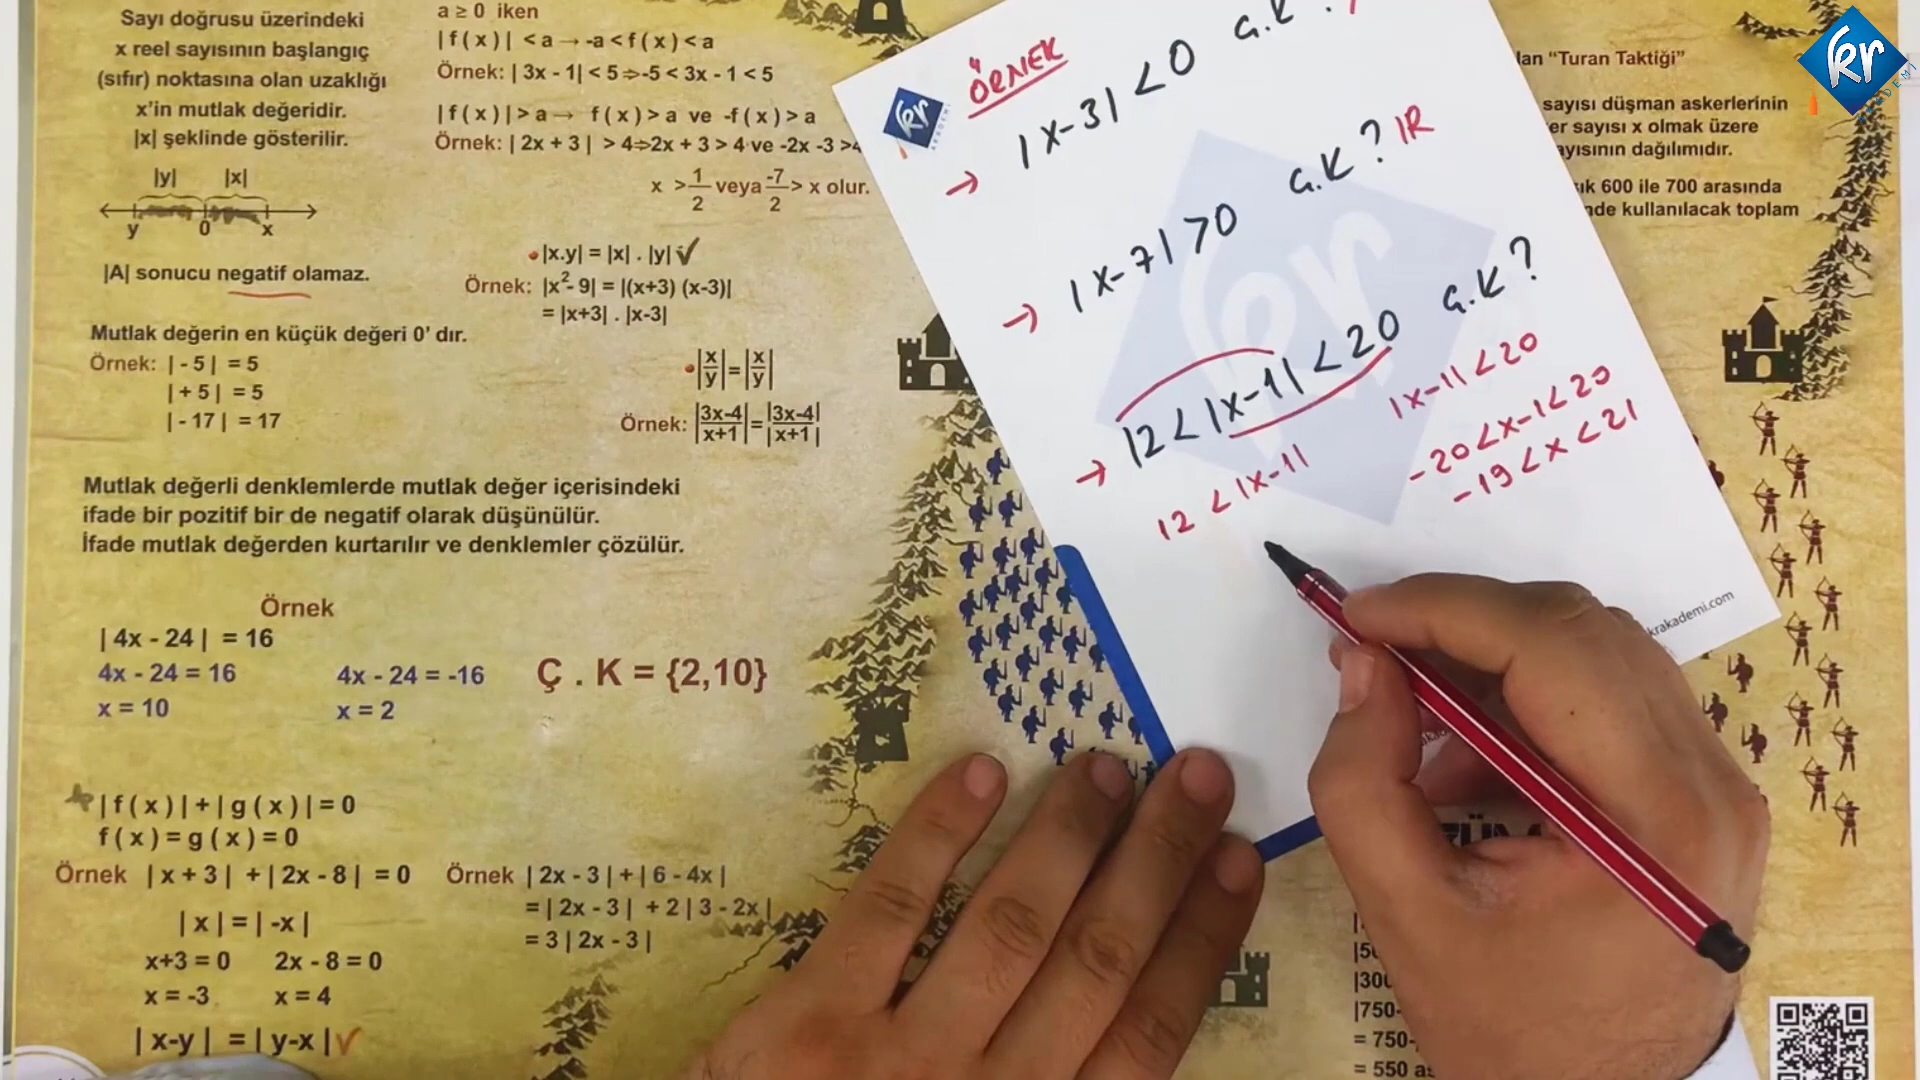 Sayı doğrusu üzerindeki
x reel sayısının başlangıç
(sıfır) noktasına olan uzaklığı
x'in mutlak değeridir.
|x| şeklinde gösterilir.
|y| |x|
y 0 x
|A| sonucu negatif olamaz.
Mutlak değerin en küçük değeri 0' dır.
Örnek: | - 5 | = 5
| + 5 | = 5
| - 17 | = 17
a ≥ 0 iken
| f ( x ) | < a → -a < f ( x ) < a
Örnek: | 3x - 1| < 5 ⇒ -5 < 3x - 1 < 5
| f ( x ) | > a → f ( x ) > a ve -f ( x ) > a
Örnek: | 2x + 3 | > 4 ⇒ 2x + 3 > 4 ve -2x -3 >4
x > 1/2 veya -7/2 > x olur.
|x.y| = |x| . |y| ✓
Örnek: |x²- 9| = |(x+3) (x-3)|
= |x+3| . |x-3|
|x/y| = |x/y|
Örnek: |3x-4/x+1| = |3x-4|/|x+1|
Mutlak değerli denklemlerde mutlak değer içerisindeki
ifade bir pozitif bir de negatif olarak düşünülür.
İfade mutlak değerden kurtarılır ve denklemler çözülür.
Örnek
| 4x - 24 | = 16
4x - 24 = 16 4x - 24 = -16
x = 10 x = 2
Ç . K = {2,10}
| f ( x ) | + | g ( x ) | = 0
f ( x ) = g ( x ) = 0
Örnek | x + 3 | + | 2x - 8 | = 0
| x | = | -x |
x+3 = 0 2x - 8 = 0
x = -3 x = 4
| x-y | = | y-x | ✓
Örnek | 2x - 3 | + | 6 - 4x |
= | 2x - 3 | + 2 | 3 - 2x |
= 3 | 2x - 3 |
kr
ÖRNEK
→ |x-3| < 0 Ç.K ?
→ |x-7| > 0 Ç.K ? IR
→ 12 < |x-1| < 20 Ç.K ?
12 < |x-1|
|x-1| < 20
-20 < x-1 < 20
-19 < x < 21
krakademi.com
"Turan Taktiği"
sayısı düşman askerlerinin
er sayısı x olmak üzere
ayısının dağılımıdır.
600 ile 700 arasında
nde kullanılacak toplam
|750-
= 750-
= 550
kr
AKADEMİ